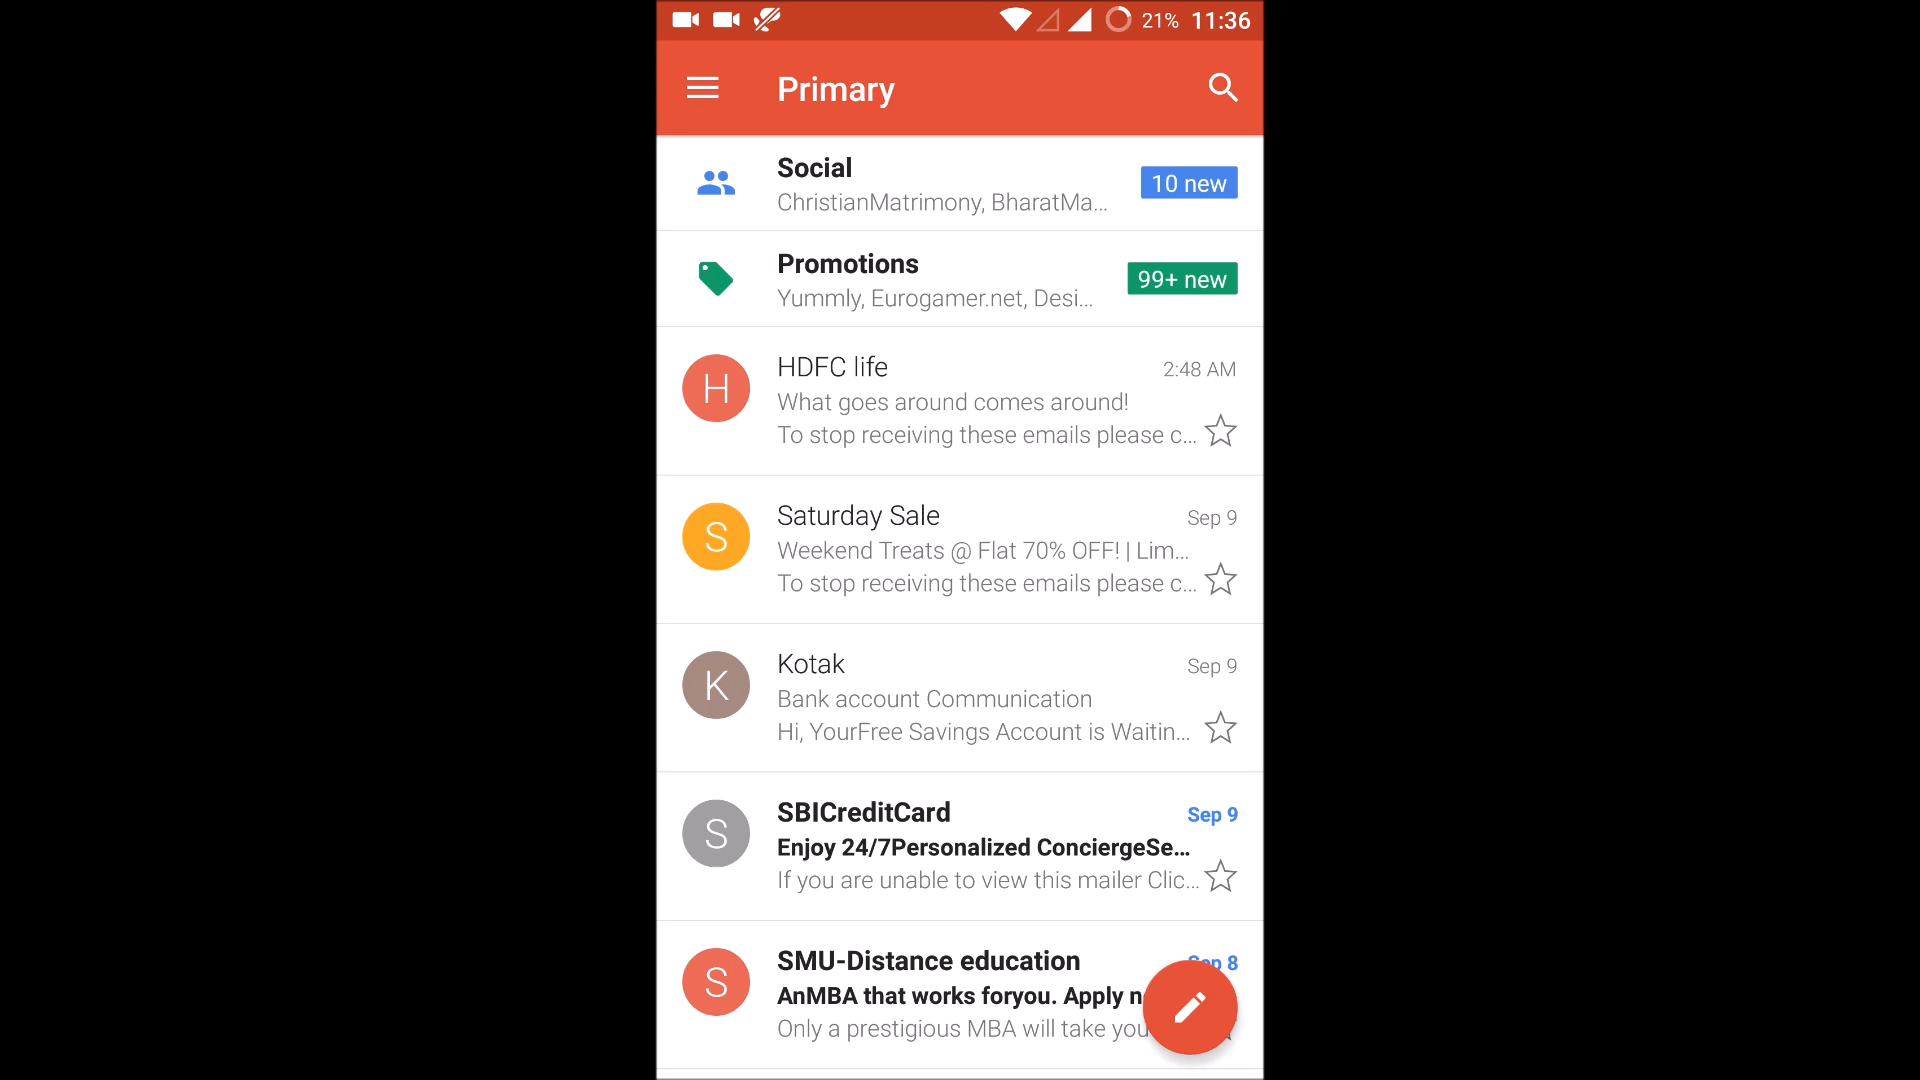 21% 11:36
Primary
Social
10 new
ChristianMatrimony, BharatMa...
Promotions
99+ new
Yummly, Eurogamer.net, Desi...
H
HDFC life
2:48 AM
What goes around comes around!
To stop receiving these emails please c...
S
Saturday Sale
Sep 9
Weekend Treats @ Flat 70% OFF! | Lim...
To stop receiving these emails please c...
K
Kotak
Sep 9
Bank account Communication
Hi, YourFree Savings Account is Waitin...
S
SBICreditCard
Sep 9
Enjoy 24/7Personalized ConciergeSe...
If you are unable to view this mailer Clic...
S
SMU-Distance education
Sep 8
AnMBA that works foryou. Apply n
Only a prestigious MBA will take you